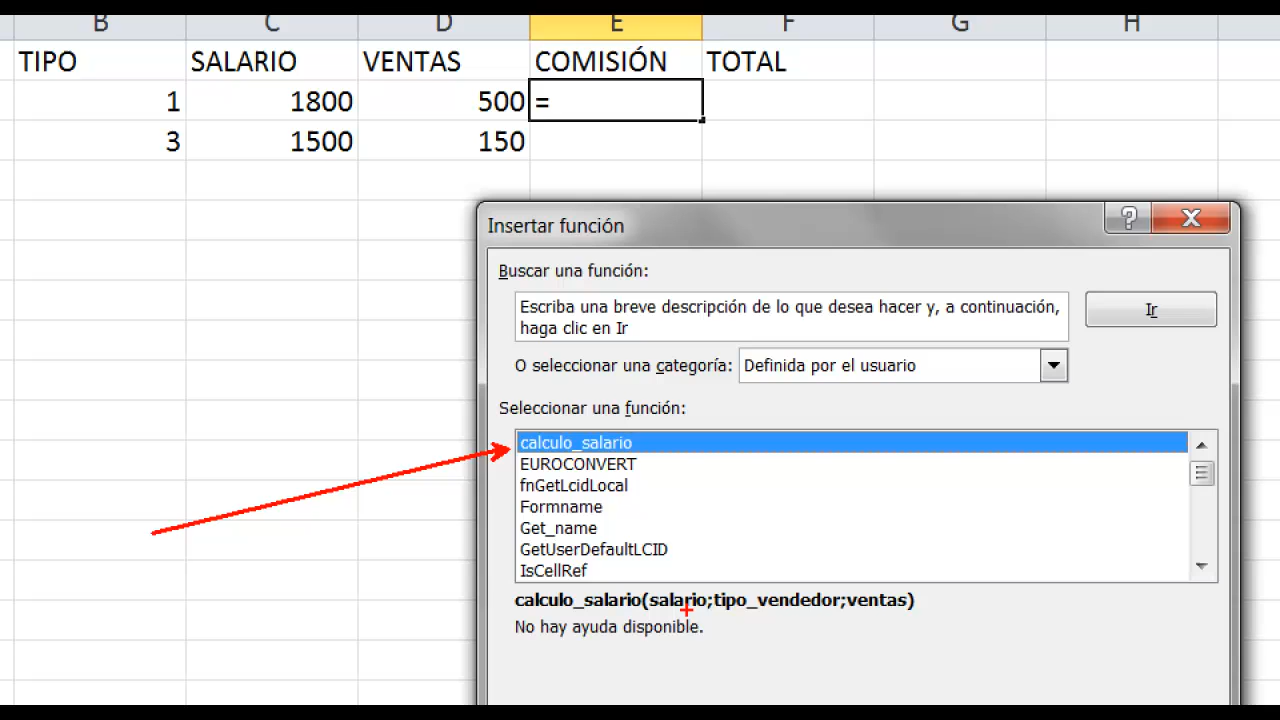 B C D E F G H
TIPO SALARIO VENTAS COMISIÓN TOTAL
1 1800 500 =
3 1500 150
Insertar función
?
X
Buscar una función:
Escriba una breve descripción de lo que desea hacer y, a continuación,
haga clic en Ir
Ir
O seleccionar una categoría: Definida por el usuario
Seleccionar una función:
calculo_salario
EUROCONVERT
fnGetLcidLocal
Formname
Get_name
GetUserDefaultLCID
IsCellRef
calculo_salario(salario;tipo_vendedor;ventas)
No hay ayuda disponible.